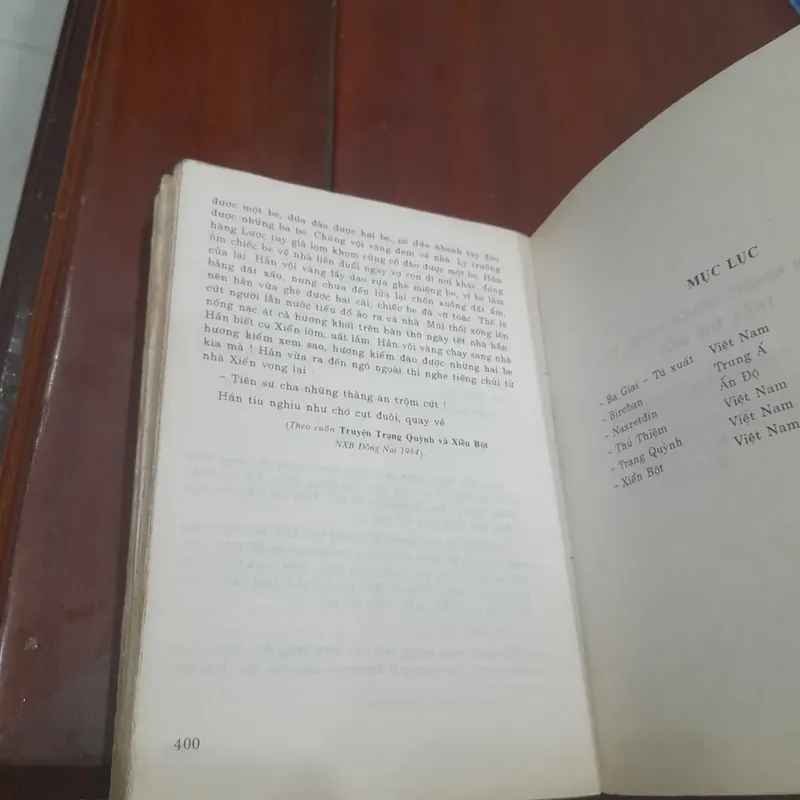 được một be, đứa đào được hai be, có đứa nhanh tay đào
được những ba be. Chúng vội vàng đem về nhà. Lý trưởng
hàng Lược tuy già lọm khọm cũng cố đào được một be. Hắn
ẵm chiếc be về nhà liền đuổi ngay vợ con đi nơi khác, đóng
cửa lại. Hắn vội vàng lấy dao rựa ghè miệng be, vì be làm
bằng đất xấu, nung chưa đến lửa lại chôn xuống đất ẩm,
nên hắn vừa ghè được hai cái, chiếc be đã vỡ toác. Thế là
cứt người lẫn nước tiểu đổ ào ra cả nhà. Mùi thối xông lên
nồng nặc át cả hương khói trên bàn thờ ngày tết nhà hắn.
Hắn biết cụ Xiển lỡm, uất lắm. Hắn vội vàng chạy sang nhà
hương kiểm xem sao, hương kiểm đào được những hai be
kia mà ! Hắn vừa ra đến ngõ ngoài thì nghe tiếng chửi từ
nhà Xiển vọng lại :
– Tiên sư cha những thằng ăn trộm cứt !
Hắn tiu nghỉu như chó cụt đuôi, quay về.
(Theo cuốn Truyện Trạng Quỳnh và Xiển Bột
NXB Đồng Nai 1984).
400
MỤC LỤC
– Ba Giai – Tú xuất Việt Nam
– Birơban Trung Á
– Naxretđin Ấn Độ
– Thủ Thiệm Việt Nam
– Trạng Quỳnh Việt Nam
– Xiển Bột Việt Nam